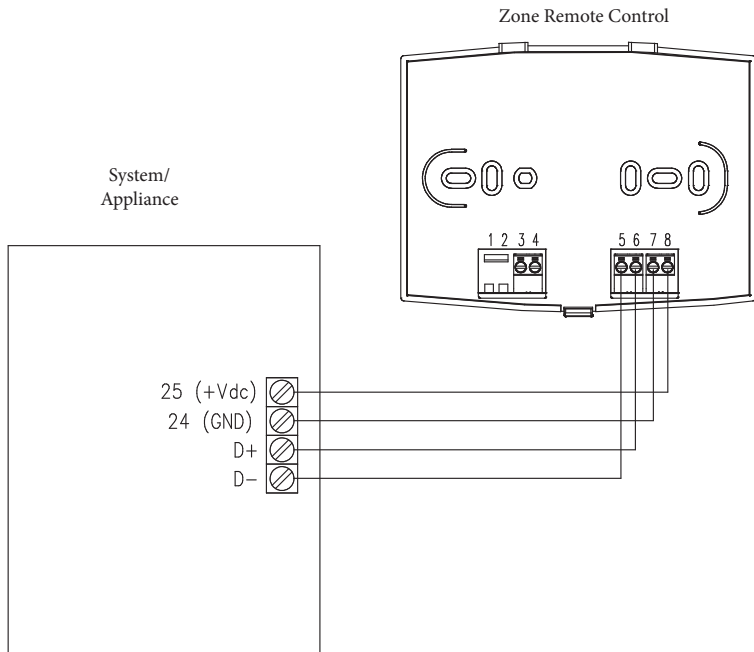 Zone Remote Control
System/
Appliance
1 2 3 4
5 6 7 8
25 (+Vdc)
24 (GND)
D+
D-